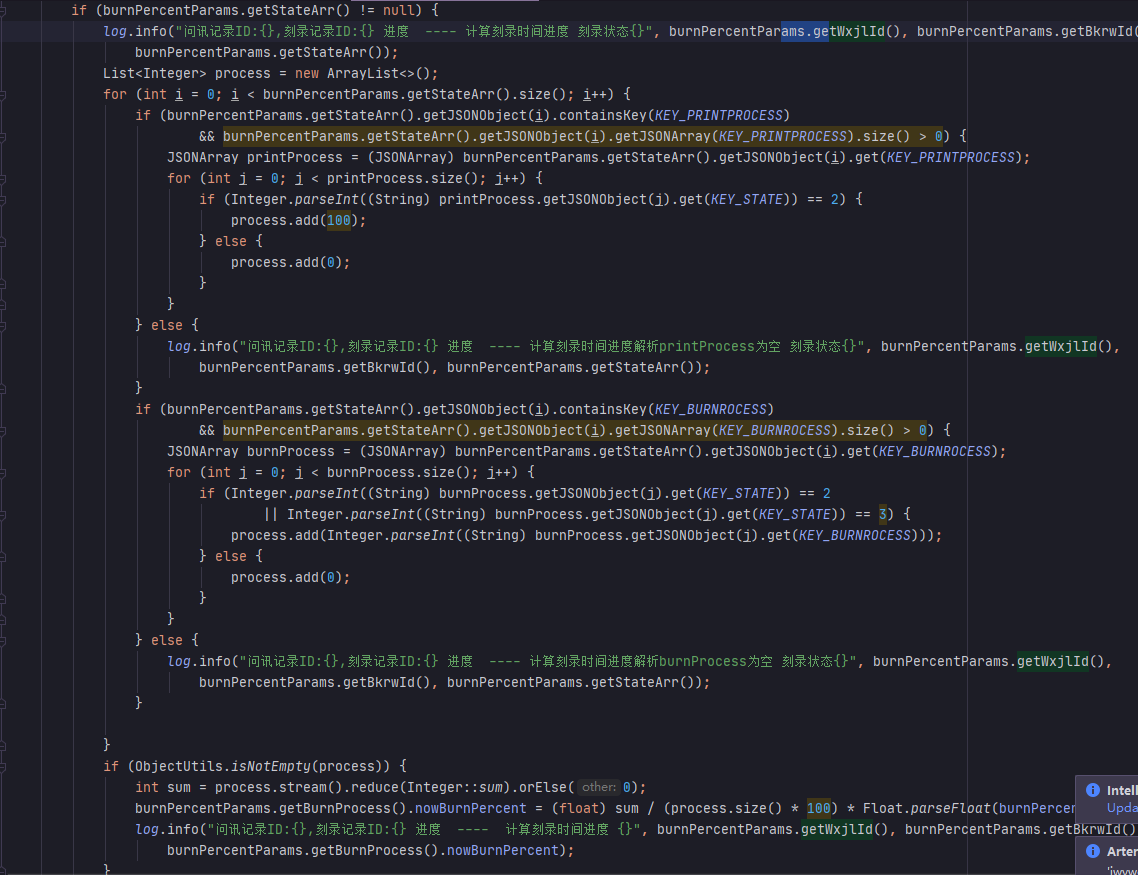 if (burnPercentParams.getStateArr() != null) {
log.info("问讯记录ID:{},刻录记录ID:{} 进度  ---- 计算刻录时间进度 刻录状态{}", burnPercentParams.getWxjlId(), burnPercentParams.getBkrwId(
burnPercentParams.getStateArr());
List<Integer> process = new ArrayList<>();
for (int i = 0; i < burnPercentParams.getStateArr().size(); i++) {
if (burnPercentParams.getStateArr().getJSONObject(i).containsKey(KEY_PRINTPROCESS)
&& burnPercentParams.getStateArr().getJSONObject(i).getJSONArray(KEY_PRINTPROCESS).size() > 0) {
JSONArray printProcess = (JSONArray) burnPercentParams.getStateArr().getJSONObject(i).get(KEY_PRINTPROCESS);
for (int j = 0; j < printProcess.size(); j++) {
if (Integer.parseInt((String) printProcess.getJSONObject(j).get(KEY_STATE)) == 2) {
process.add(100);
} else {
process.add(0);
}
}
} else {
log.info("问讯记录ID:{},刻录记录ID:{} 进度  ---- 计算刻录时间进度解析printProcess为空 刻录状态{}", burnPercentParams.getWxjlId(),
burnPercentParams.getBkrwId(), burnPercentParams.getStateArr());
}
if (burnPercentParams.getStateArr().getJSONObject(i).containsKey(KEY_BURNROCESS)
&& burnPercentParams.getStateArr().getJSONObject(i).getJSONArray(KEY_BURNROCESS).size() > 0) {
JSONArray burnProcess = (JSONArray) burnPercentParams.getStateArr().getJSONObject(i).get(KEY_BURNROCESS);
for (int j = 0; j < burnProcess.size(); j++) {
if (Integer.parseInt((String) burnProcess.getJSONObject(j).get(KEY_STATE)) == 2
|| Integer.parseInt((String) burnProcess.getJSONObject(j).get(KEY_STATE)) == 3) {
process.add(Integer.parseInt((String) burnProcess.getJSONObject(j).get(KEY_BURNROCESS)));
} else {
process.add(0);
}
}
} else {
log.info("问讯记录ID:{},刻录记录ID:{} 进度  ---- 计算刻录时间进度解析burnProcess为空 刻录状态{}", burnPercentParams.getWxjlId(),
burnPercentParams.getBkrwId(), burnPercentParams.getStateArr());
}
}
if (ObjectUtils.isNotEmpty(process)) {
int sum = process.stream().reduce(Integer::sum).orElse( other: 0);
burnPercentParams.getBurnProcess().nowBurnPercent = (float) sum / (process.size() * 100) * Float.parseFloat(burnPercen
Intell
Upda
log.info("问讯记录ID:{},刻录记录ID:{} 进度  ----  计算刻录时间进度 {}", burnPercentParams.getWxjlId(), burnPercentParams.getBkrwId()
burnPercentParams.getBurnProcess().nowBurnPercent);
Arter
}